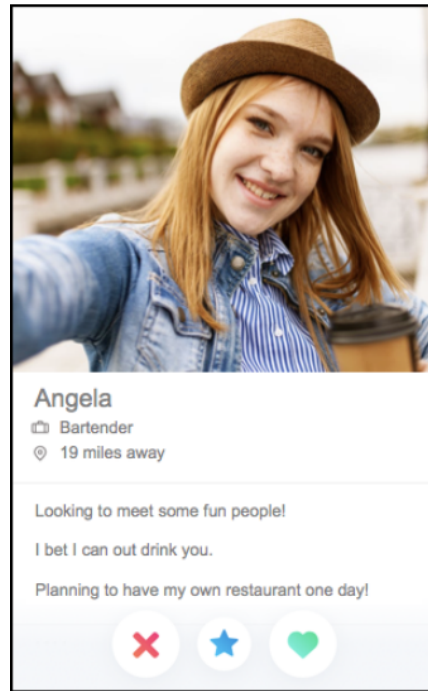 Angela
Bartender
19 miles away
Looking to meet some fun people!
I bet I can out drink you.
Planning to have my own restaurant one day!